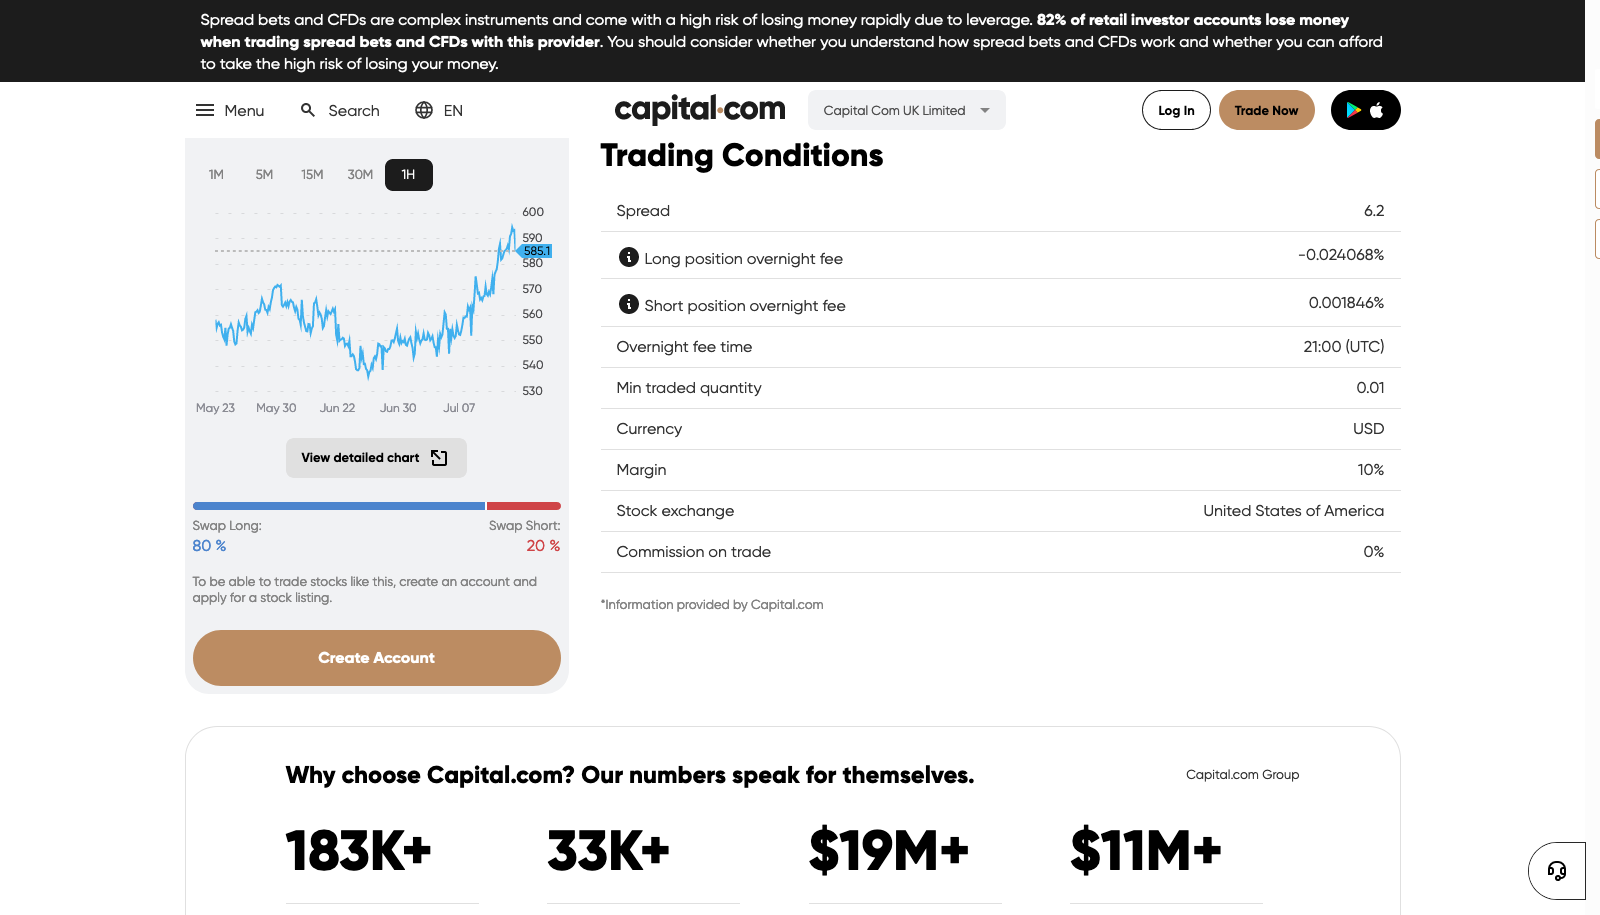 Spread bets and CFDs are complex instruments and come with a high risk of losing money rapidly due to leverage. 82% of retail investor accounts lose money
when trading spread bets and CFDs with this provider. You should consider whether you understand how spread bets and CFDs work and whether you can afford
to take the high risk of losing your money.
Menu
Search
EN
capital.com
Capital Com UK Limited
Log In
Trade Now
1M 5M 15M 30M 1H
600
590
585.1
580
570
560
550
540
530
May 23 May 30 Jun 22 Jun 30 Jul 07
View detailed chart
Swap Long: Swap Short:
80 % 20 %
To be able to trade stocks like this, create an account and
apply for a stock listing.
Create Account
Trading Conditions
Spread 6.2
Long position overnight fee -0.024068%
Short position overnight fee 0.001846%
Overnight fee time 21:00 (UTC)
Min traded quantity 0.01
Currency USD
Margin 10%
Stock exchange United States of America
Commission on trade 0%
*Information provided by Capital.com
Why choose Capital.com? Our numbers speak for themselves.
Capital.com Group
183K+ 33K+ $19M+ $11M+